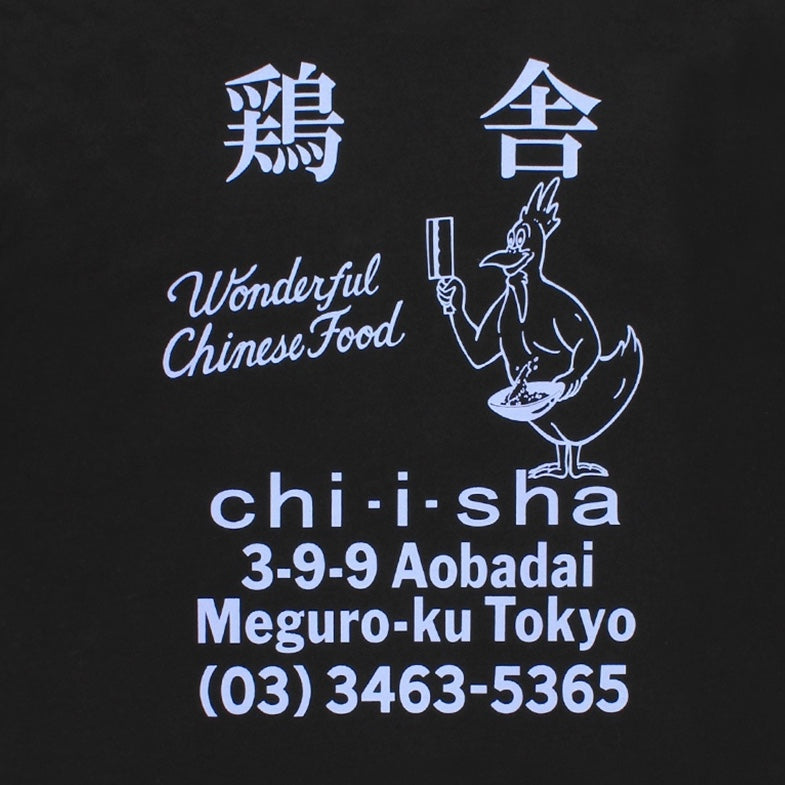 鶏舎
Wonderful
Chinese Food
chi-i-sha
3-9-9 Aobadai
Meguro-ku Tokyo
(03) 3463-5365